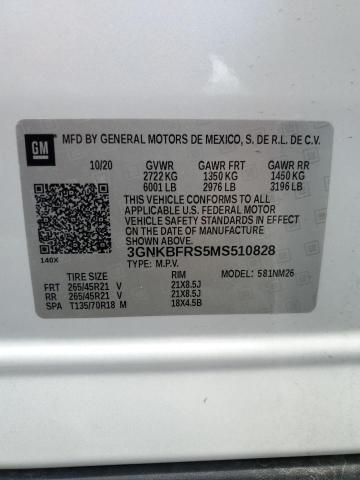 GM
MFD BY GENERAL MOTORS DE MEXICO, S. DE R.L. DE C.V.
10/20 GVWR GAWR FRT GAWR RR
2722 KG 1350 KG 1450 KG
6001 LB 2976 LB 3196 LB
THIS VEHICLE CONFORMS TO ALL
APPLICABLE U.S. FEDERAL MOTOR
VEHICLE SAFETY STANDARDS IN EFFECT
ON THE DATE OF MANUFACTURE SHOWN ABOVE.
3GNKBFRS5MS510828
140X
TYPE: M.P.V. MODEL: 581NM26
TIRE SIZE RIM
FRT 265/45R21 V 21X8.5J
RR 265/45R21 V 21X8.5J
SPA T135/70R18 M 18X4.5B